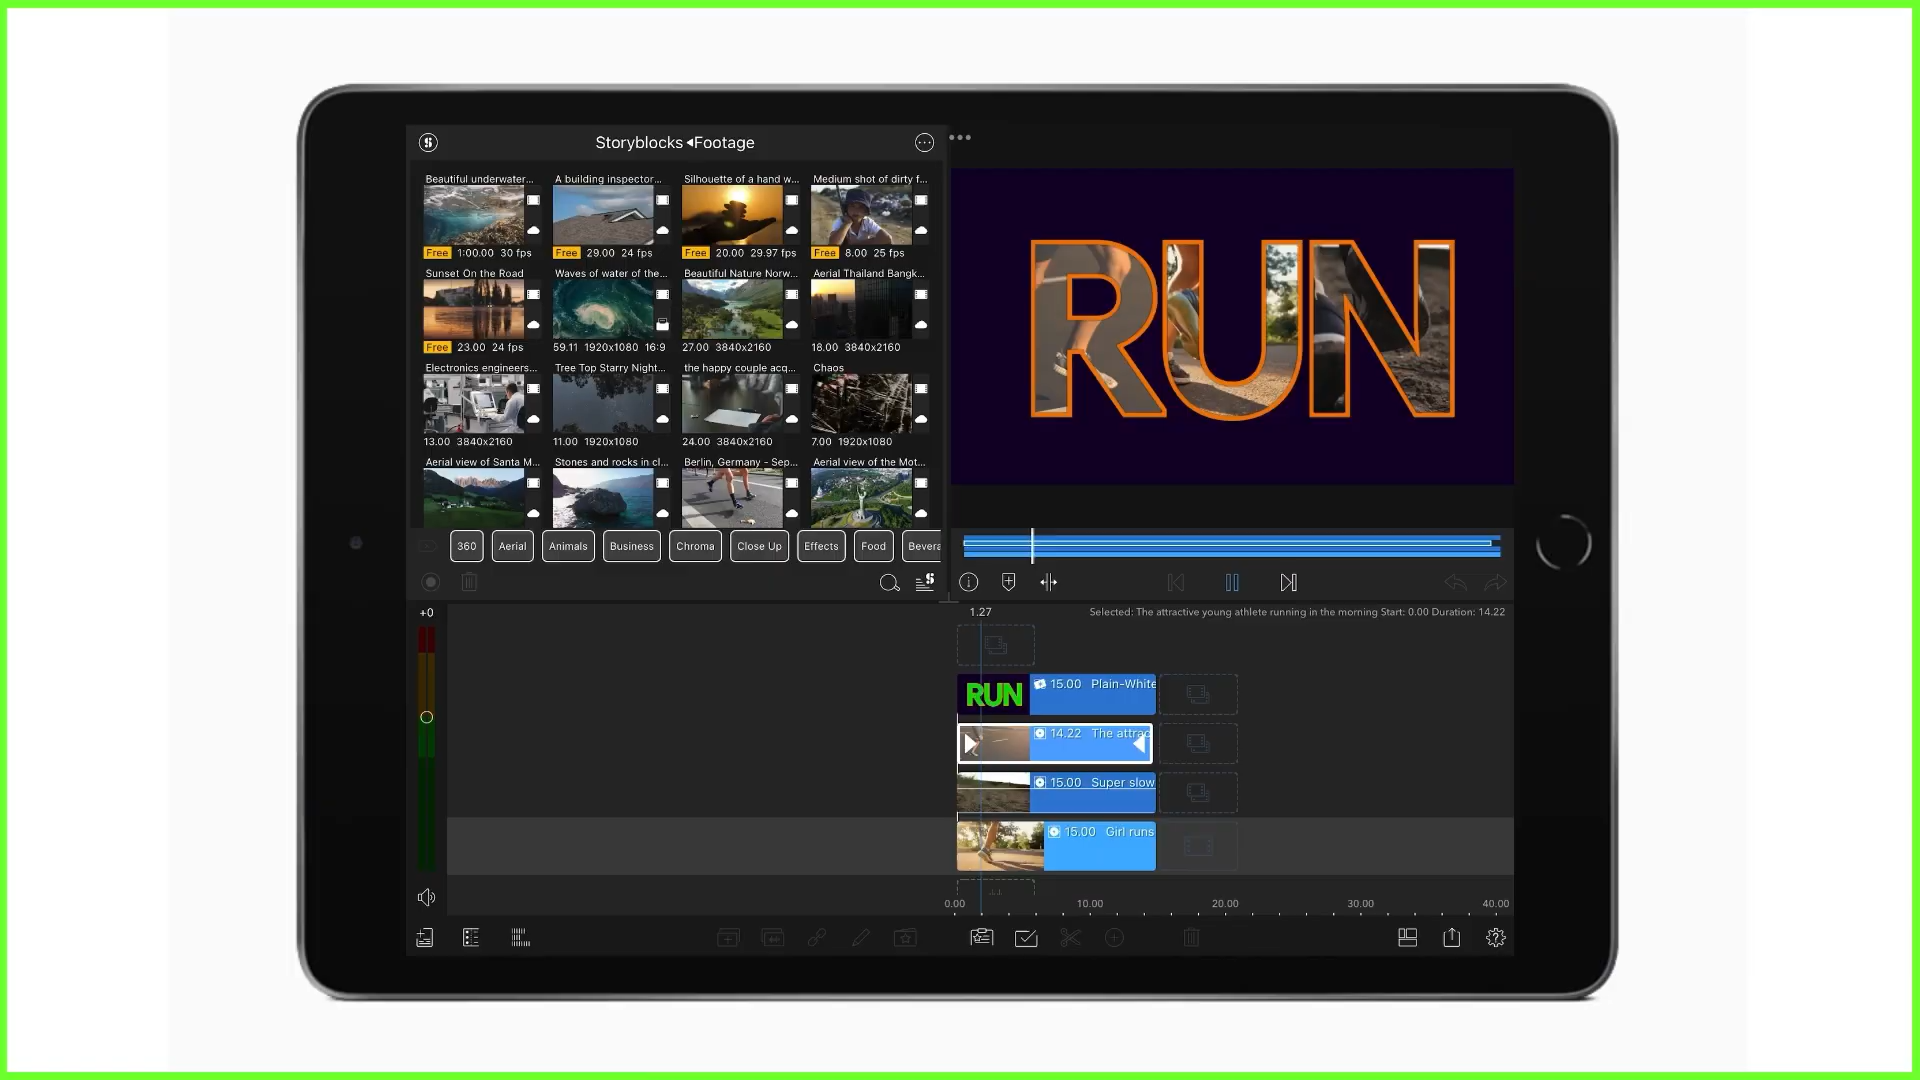 Storyblocks ◂Footage
Beautiful underwater... A building inspector... Silhouette of a hand w... Medium shot of dirty f...
Free 1:00.00 30 fps Free 29.00 24 fps Free 20.00 29.97 fps Free 8.00 25 fps
Sunset On the Road Waves of water of the... Beautiful Nature Norw... Aerial Thailand Bangk...
Free 23.00 24 fps 59.11 1920x1080 16:9 27.00 3840x2160 18.00 3840x2160
Electronics engineers... Tree Top Starry Night... the happy couple acq... Chaos
13.00 3840x2160 11.00 1920x1080 24.00 3840x2160 7.00 1920x1080
Aerial view of Santa M... Stones and rocks in cl... Berlin, Germany - Sep... Aerial view of the Mot...
360 Aerial Animals Business Chroma Close Up Effects Food Bevera
RUN
+0
1.27 Selected: The attractive young athlete running in the morning Start: 0.00 Duration: 14.22
RUN 15.00 Plain-White
14.22 The attrac
15.00 Super slow
15.00 Girl runs
0.00 10.00 20.00 30.00 40.00